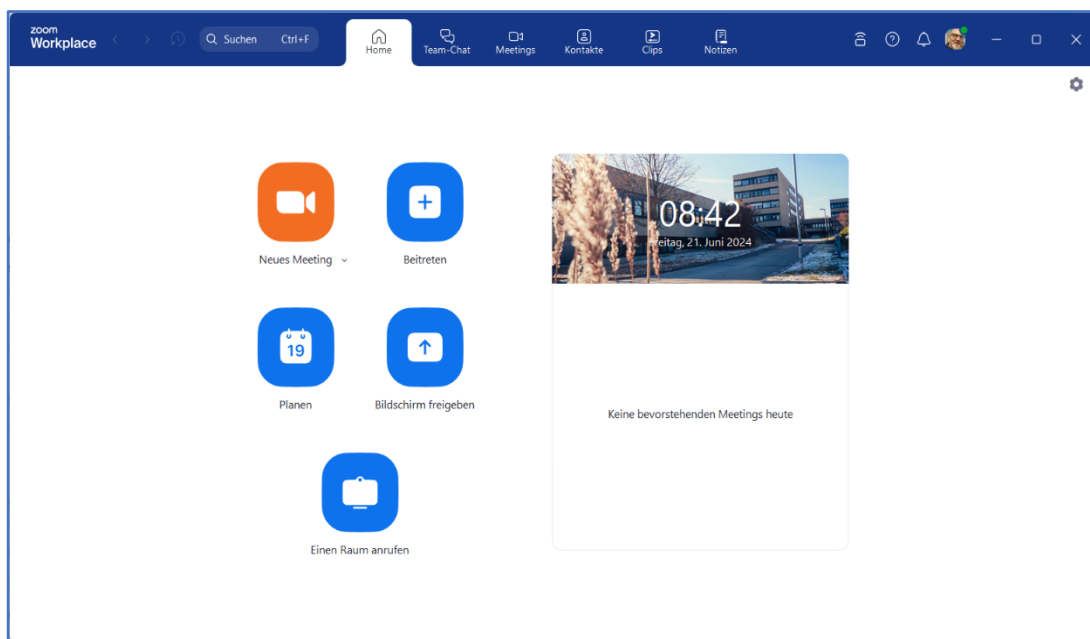 zoom
Workplace
Suchen Ctrl+F
Home
Team-Chat
Meetings
Kontakte
Clips
Notizen
Neues Meeting
Beitreten
19
Planen
Bildschirm freigeben
Einen Raum anrufen
08:42
Freitag, 21. Juni 2024
Keine bevorstehenden Meetings heute